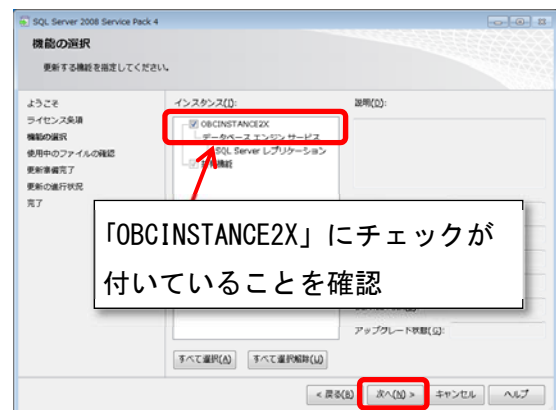 SQL Server 2008 Service Pack 4
機能の選択
更新する機能を指定してください。
ようこそ
ライセンス条項
機能の選択
使用中のファイルの確認
更新準備完了
更新の進行状況
完了
インスタンス(I):
OBCINSTANCE2X
データベース エンジン サービス
SQL Server レプリケーション
説明(D):
「OBCINSTANCE2X」にチェックが
付いていることを確認
アップグレード状態(G):
すべて選択(A)
すべて選択解除(U)
< 戻る(B)
次へ(N) >
キャンセル
ヘルプ